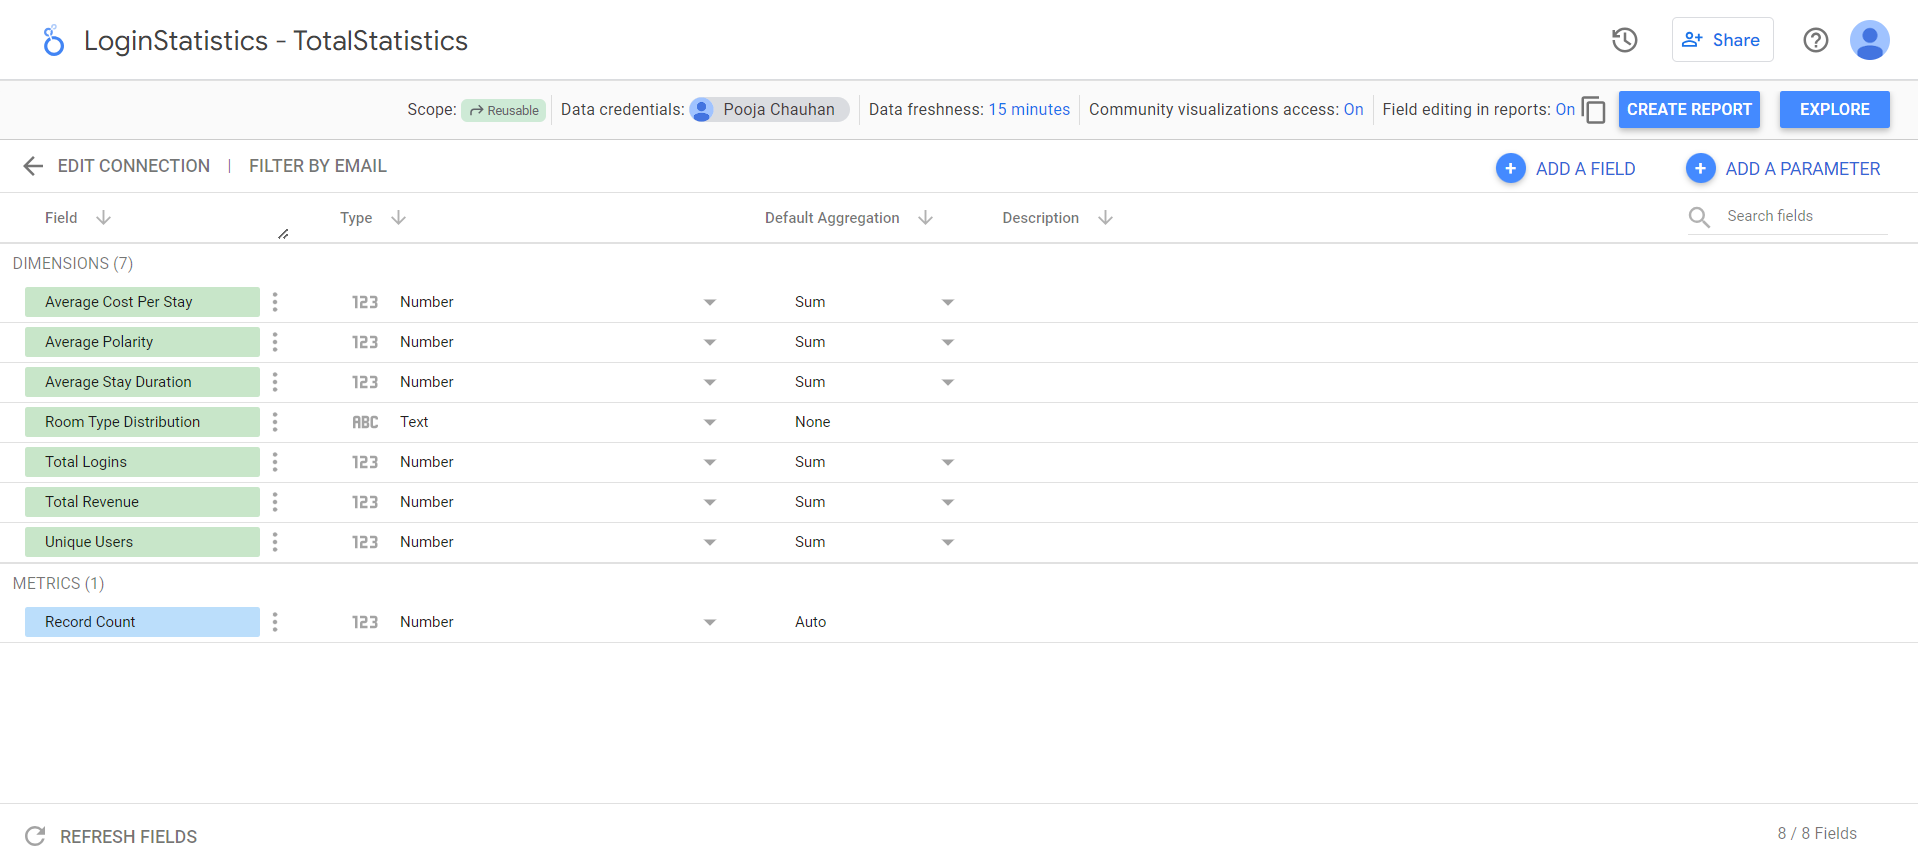 LoginStatistics - TotalStatistics
Share
Scope: Reusable Data credentials: Pooja Chauhan Data freshness: 15 minutes Community visualizations access: On Field editing in reports: On CREATE REPORT EXPLORE
EDIT CONNECTION | FILTER BY EMAIL
ADD A FIELD ADD A PARAMETER
Field Type Default Aggregation Description Search fields
DIMENSIONS (7)
Average Cost Per Stay 123 Number Sum
Average Polarity 123 Number Sum
Average Stay Duration 123 Number Sum
Room Type Distribution ABC Text None
Total Logins 123 Number Sum
Total Revenue 123 Number Sum
Unique Users 123 Number Sum
METRICS (1)
Record Count 123 Number Auto
REFRESH FIELDS 8 / 8 Fields